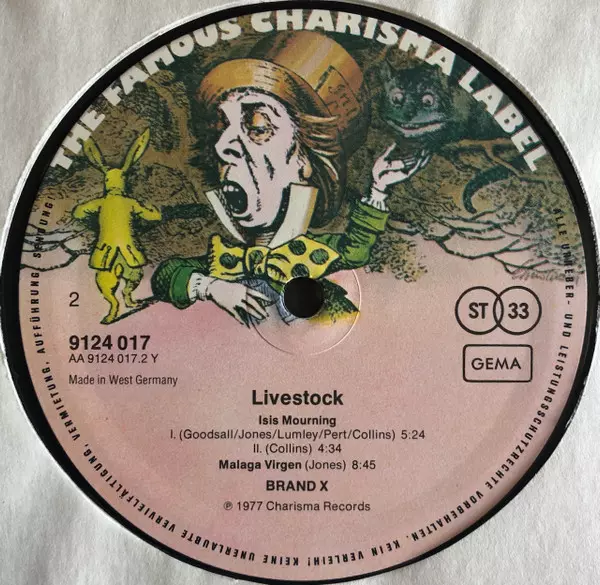 THE FAMOUS CHARISMA LABEL
2
9124 017
AA 9124 017.2 Y
Made in West Germany
ST 33
GEMA
Livestock
Isis Mourning
I. (Goodsall/Jones/Lumley/Pert/Collins) 5:24
II. (Collins) 4:34
Malaga Virgen (Jones) 8:45
BRAND X
℗ 1977 Charisma Records
ALLE URHEBER- UND LEISTUNGSSCHUTZRECHTE VORBEHALTEN. KEIN VERLEIH! KEINE UNERLAUBTE VERVIELFÄLTIGUNG, VERMIETUNG, AUFFÜHRUNG, SENDUNG!